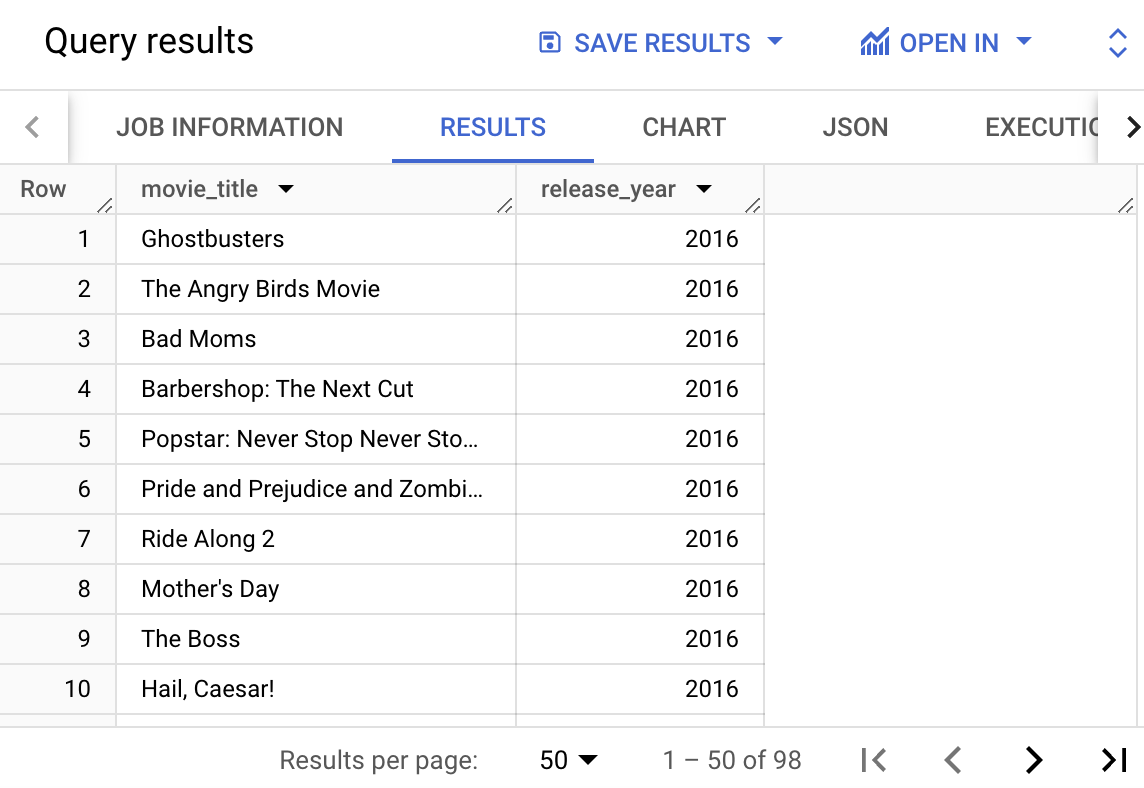 Query results SAVE RESULTS OPEN IN
JOB INFORMATION RESULTS CHART JSON EXECUTIC
Row movie_title release_year
1 Ghostbusters 2016
2 The Angry Birds Movie 2016
3 Bad Moms 2016
4 Barbershop: The Next Cut 2016
5 Popstar: Never Stop Never Sto... 2016
6 Pride and Prejudice and Zombi... 2016
7 Ride Along 2 2016
8 Mother's Day 2016
9 The Boss 2016
10 Hail, Caesar! 2016
Results per page: 50 1 – 50 of 98